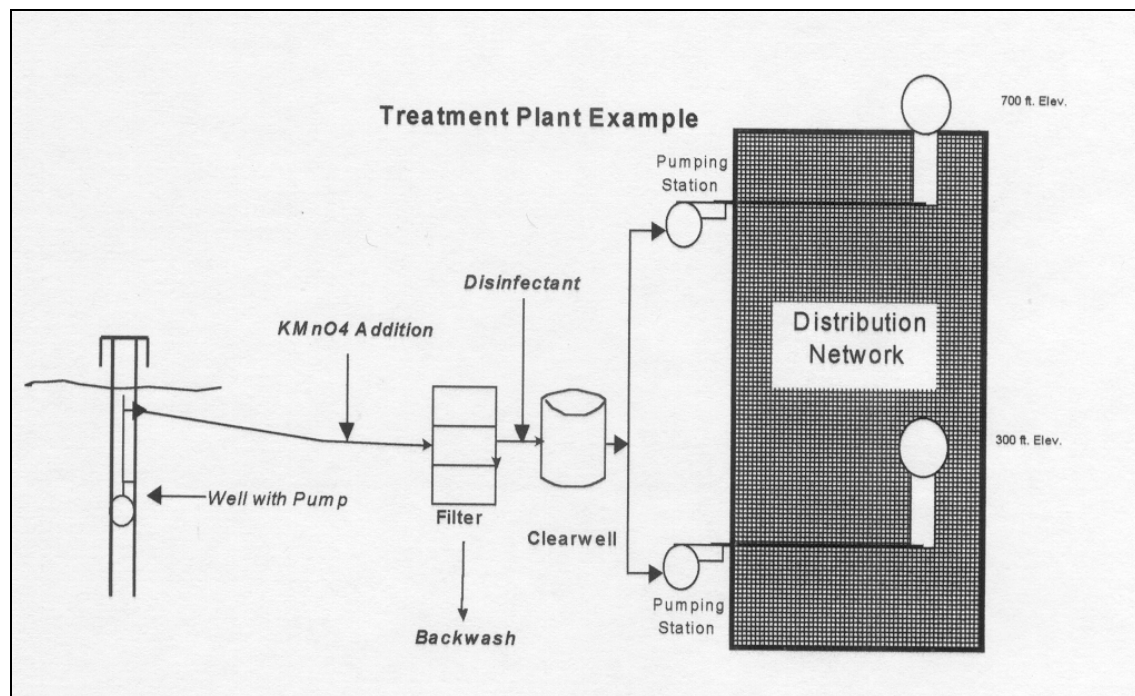 Treatment Plant Example
700 ft. Elev.
Pumping
Station
Disinfectant
KMnO4 Addition
Distribution
Network
300 ft. Elev.
Well with Pump
Filter
Clearwell
Pumping
Station
Backwash